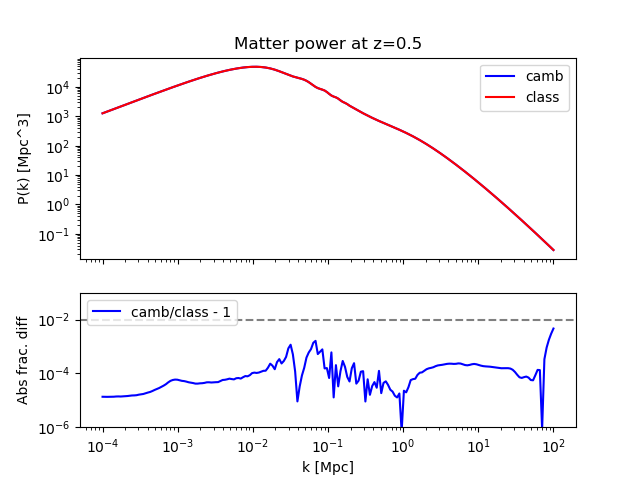 Matter power at z=0.5
P(k) [Mpc^3]
10^4
10^3
10^2
10^1
10^0
10^−1
camb
class
Abs frac. diff
10^−2
10^−4
10^−6
camb/class - 1
10^−4
10^−3
10^−2
10^−1
10^0
10^1
10^2
k [Mpc]